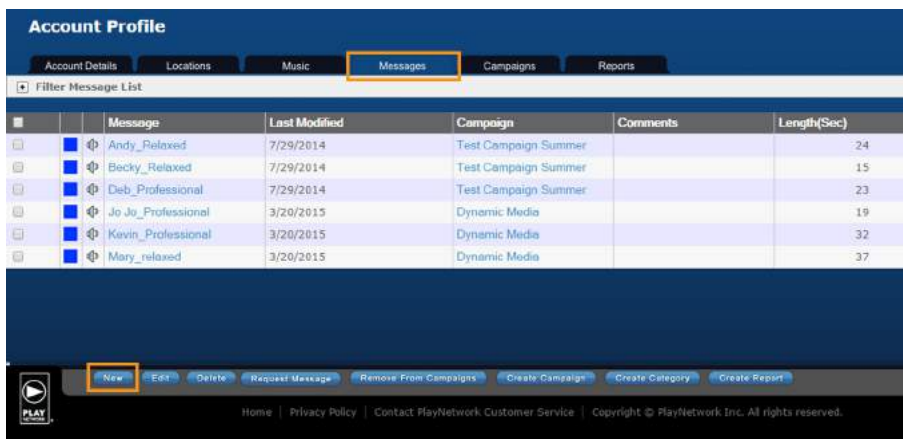 Account Profile
Account Details Locations Music Messages Campaigns Reports
Filter Message List
Message Last Modified Campaign Comments Length(Sec)
Andy_Relaxed 7/29/2014 Test Campaign Summer 24
Becky_Relaxed 7/29/2014 Test Campaign Summer 15
Deb_Professional 7/29/2014 Test Campaign Summer 23
Jo Jo_Professional 3/20/2015 Dynamic Media 19
Kevin_Professional 3/20/2015 Dynamic Media 32
Mary_relaxed 3/20/2015 Dynamic Media 37
New Edit Delete Request Message Remove From Campaigns Create Campaign Create Category Create Report
PLAY
NETWORK
Home | Privacy Policy | Contact PlayNetwork Customer Service | Copyright © PlayNetwork Inc. All rights reserved.